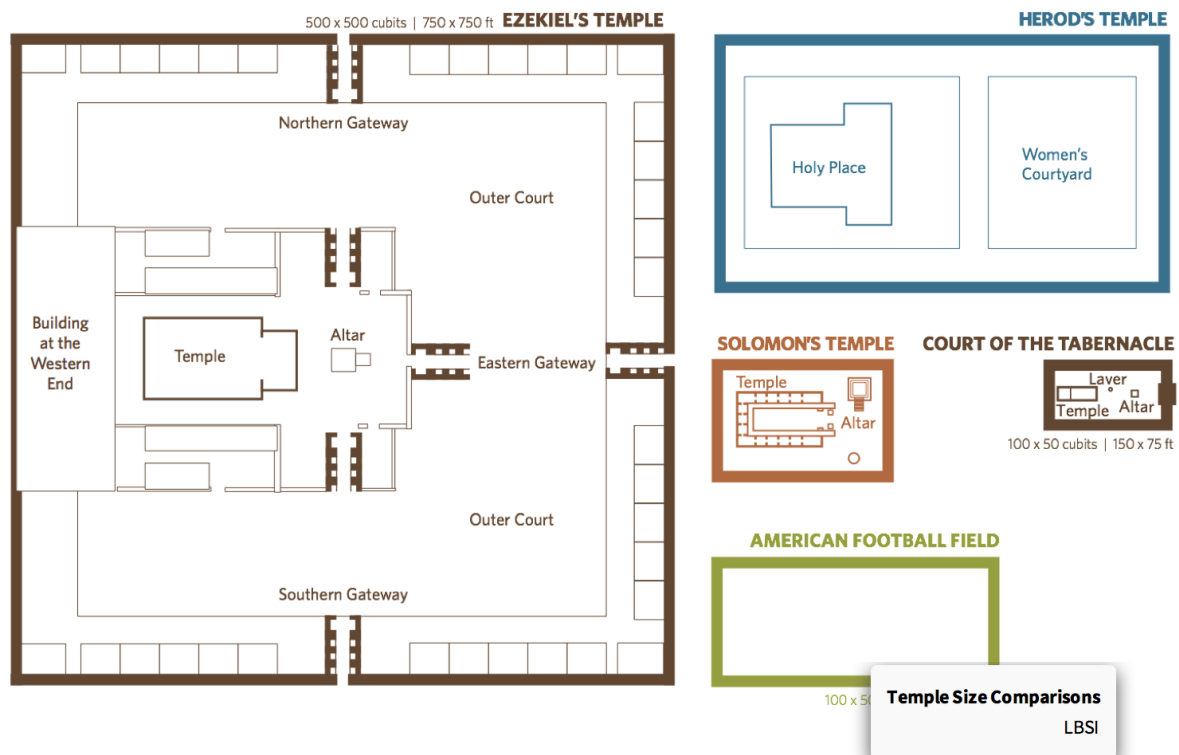 500 x 500 cubits | 750 x 750 ft EZEKIEL'S TEMPLE
Northern Gateway
Outer Court
Building
at the
Western
End
Temple
Altar
Eastern Gateway
Outer Court
Southern Gateway
HEROD'S TEMPLE
Holy Place
Women's
Courtyard
SOLOMON'S TEMPLE
Temple
Altar
COURT OF THE TABERNACLE
Laver
Temple
Altar
100 x 50 cubits | 150 x 75 ft
AMERICAN FOOTBALL FIELD
100 x
Temple Size Comparisons
LBSI